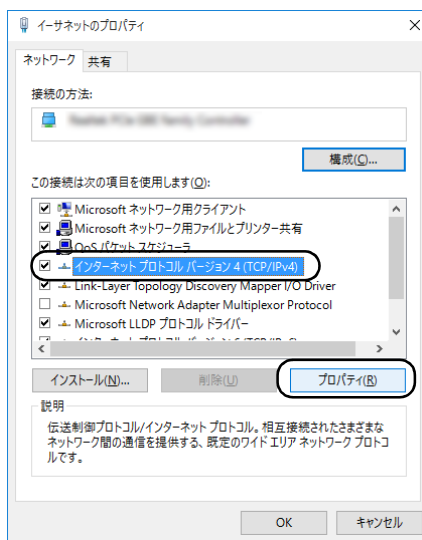 イーサネットのプロパティ
ネットワーク 共有
接続の方法:
構成(C)...
この接続は次の項目を使用します(O):
Microsoft ネットワーク用クライアント
Microsoft ネットワーク用ファイルとプリンター共有
QoS パケット スケジューラ
インターネット プロトコル バージョン 4 (TCP/IPv4)
Link-Layer Topology Discovery Mapper I/O Driver
Microsoft Network Adapter Multiplexor Protocol
Microsoft LLDP プロトコル ドライバー
インストール(N)... 削除(U) プロパティ(R)
説明
伝送制御プロトコル/インターネット プロトコル。相互接続されたさまざまな
ネットワーク間の通信を提供する、既定のワイド エリア ネットワーク プロトコ
ルです。
OK キャンセル